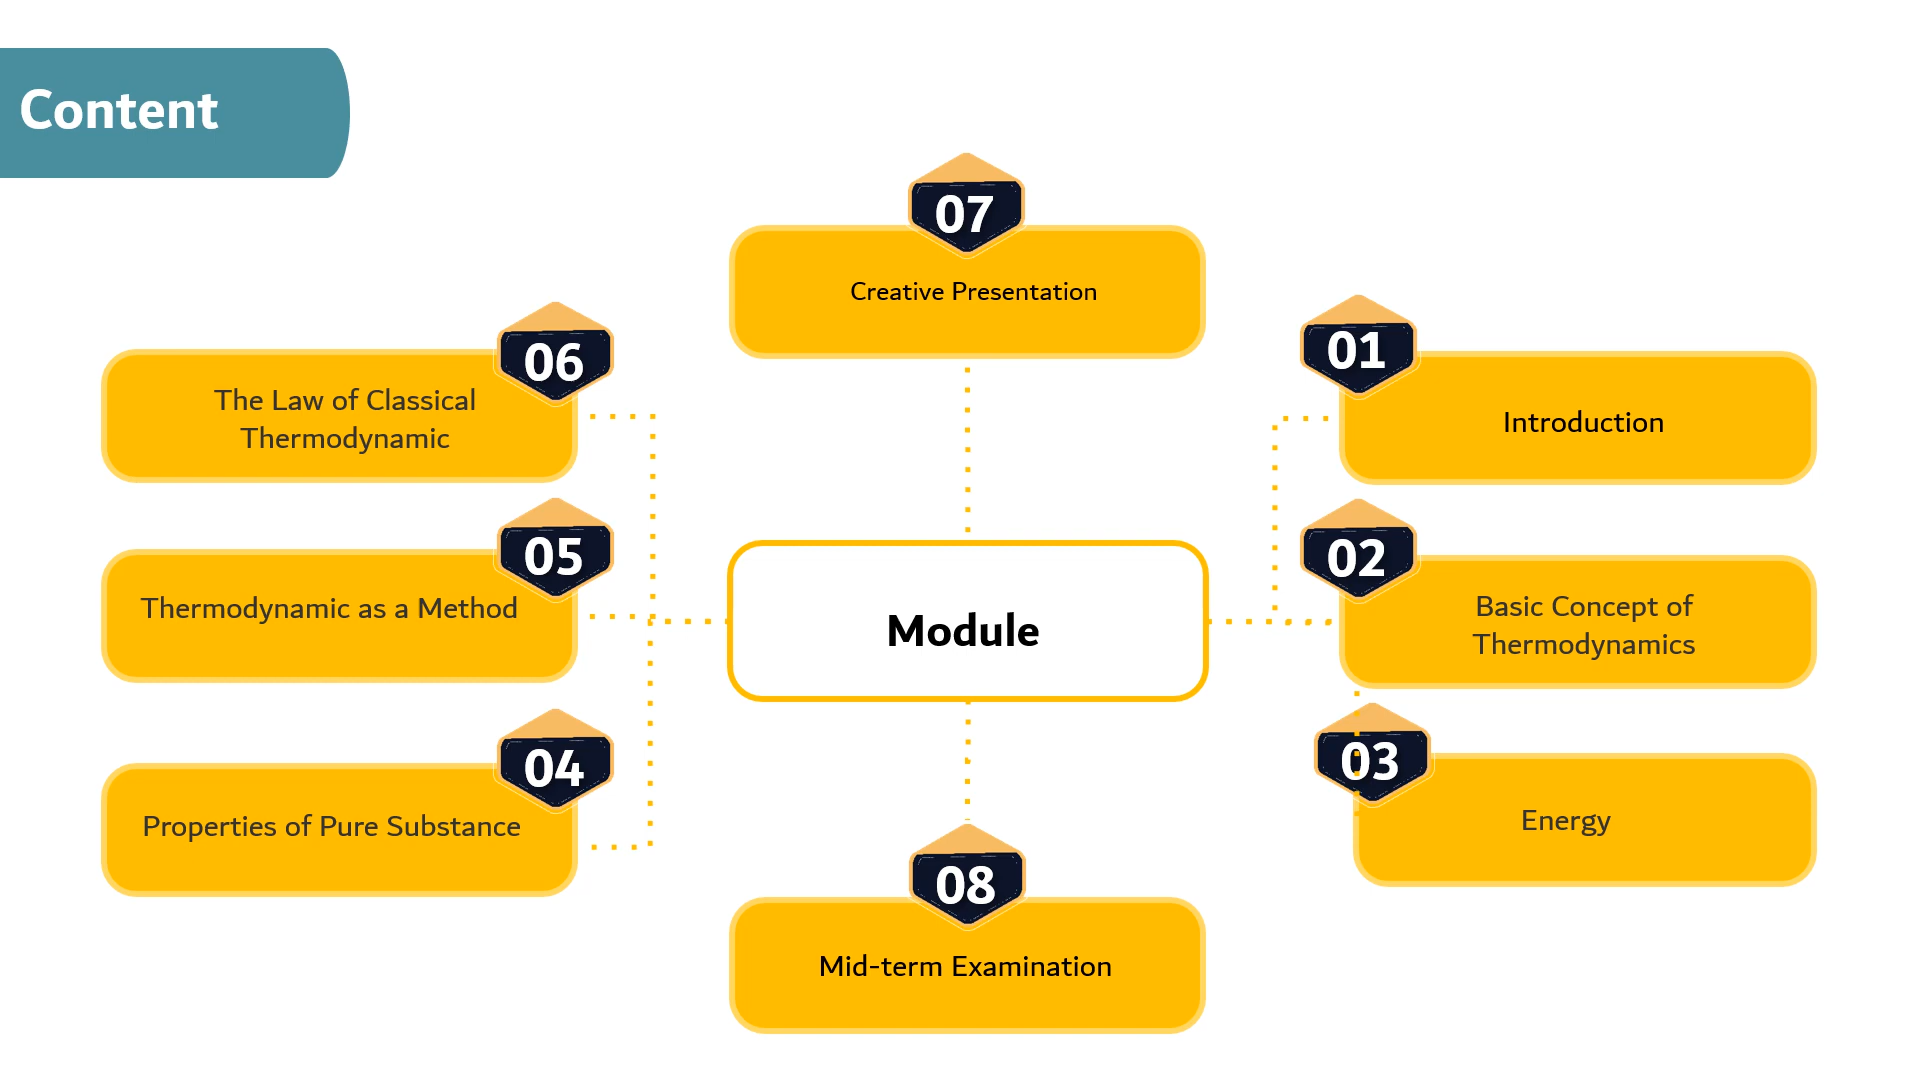 Content
07
Creative Presentation
06
The Law of Classical
Thermodynamic
01
Introduction
05
Thermodynamic as a Method
Module
02
Basic Concept of
Thermodynamics
04
Properties of Pure Substance
03
Energy
08
Mid-term Examination